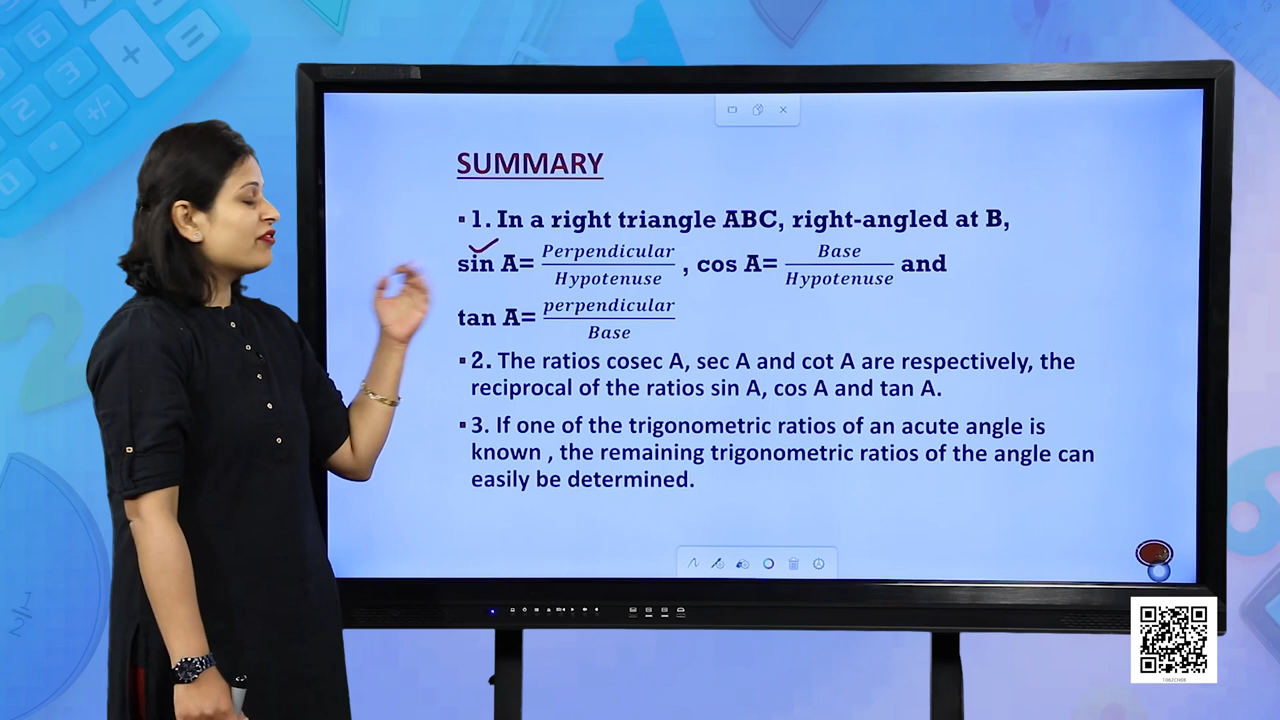 SUMMARY
▪ 1. In a right triangle ABC, right-angled at B,
sin A= Perpendicular/Hypotenuse , cos A= Base/Hypotenuse and
tan A= perpendicular/Base
▪ 2. The ratios cosec A, sec A and cot A are respectively, the
reciprocal of the ratios sin A, cos A and tan A.
▪ 3. If one of the trigonometric ratios of an acute angle is
known , the remaining trigonometric ratios of the angle can
easily be determined.
1062CH08